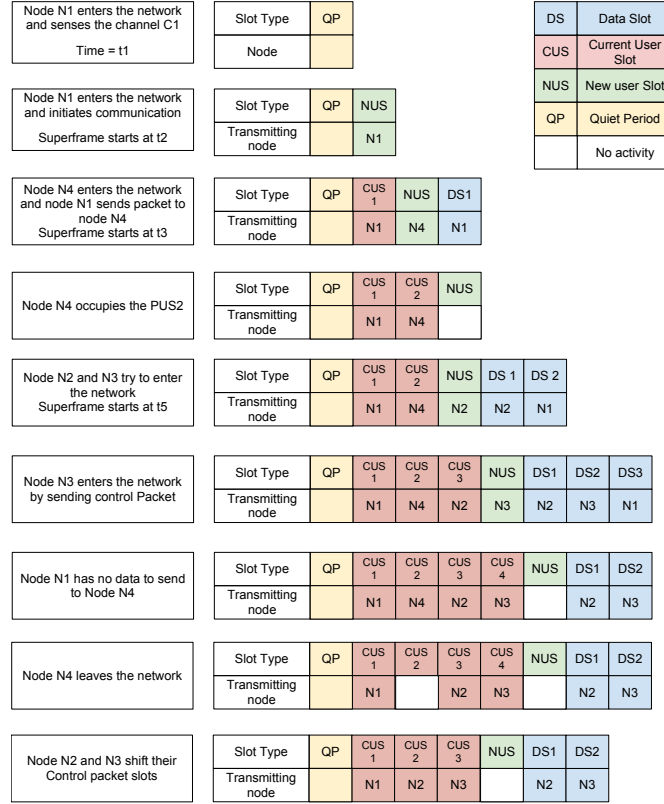 Node N1 enters the network
and senses the channel C1
Time = t1
Slot Type QP
Node
DS Data Slot
CUS Current User
Slot
NUS New user Slot
QP Quiet Period
No activity
Node N1 enters the network
and initiates communication
Superframe starts at t2
Slot Type QP NUS
Transmitting
node N1
Node N4 enters the network
and node N1 sends packet to
node N4
Superframe starts at t3
Slot Type QP CUS
1 NUS DS1
Transmitting
node N1 N4 N1
Node N4 occupies the PUS2
Slot Type QP CUS
1 CUS
2 NUS
Transmitting
node N1 N4
Node N2 and N3 try to enter
the network
Superframe starts at t5
Slot Type QP CUS
1 CUS
2 NUS DS 1 DS 2
Transmitting
node N1 N4 N2 N2 N1
Node N3 enters the network
by sending control Packet
Slot Type QP CUS
1 CUS
2 CUS
3 NUS DS1 DS2 DS3
Transmitting
node N1 N4 N2 N3 N2 N3 N1
Node N1 has no data to send
to Node N4
Slot Type QP CUS
1 CUS
2 CUS
3 CUS
4 NUS DS1 DS2
Transmitting
node N1 N4 N2 N3 N2 N3
Node N4 leaves the network
Slot Type QP CUS
1 CUS
2 CUS
3 CUS
4 NUS DS1 DS2
Transmitting
node N1 N2 N3 N2 N3
Node N2 and N3 shift their
Control packet slots
Slot Type QP CUS
1 CUS
2 CUS
3 NUS DS1 DS2
Transmitting
node N1 N2 N3 N2 N3